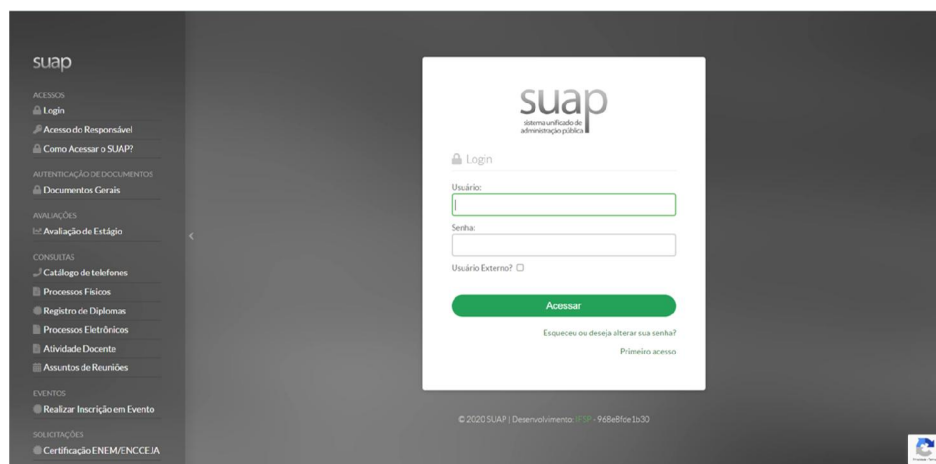 suap
ACESSOS
Login
Acesso do Responsável
Como Acessar o SUAP?
AUTENTICAÇÃO DE DOCUMENTOS
Documentos Gerais
AVALIAÇÕES
Avaliação de Estágio
CONSULTAS
Catálogo de telefones
Processos Físicos
Registro de Diplomas
Processos Eletrônicos
Atividade Docente
Assuntos de Reuniões
EVENTOS
Realizar Inscrição em Evento
SOLICITAÇÕES
Certificação ENEM/ENCCEJA
suap
sistema unificado de
administração pública
Login
Usuário:
Senha:
Usuário Externo?
Acessar
Esqueceu ou deseja alterar sua senha?
Primeiro acesso
© 2020 SUAP | Desenvolvimento: IFSP - 968e8fde1b30